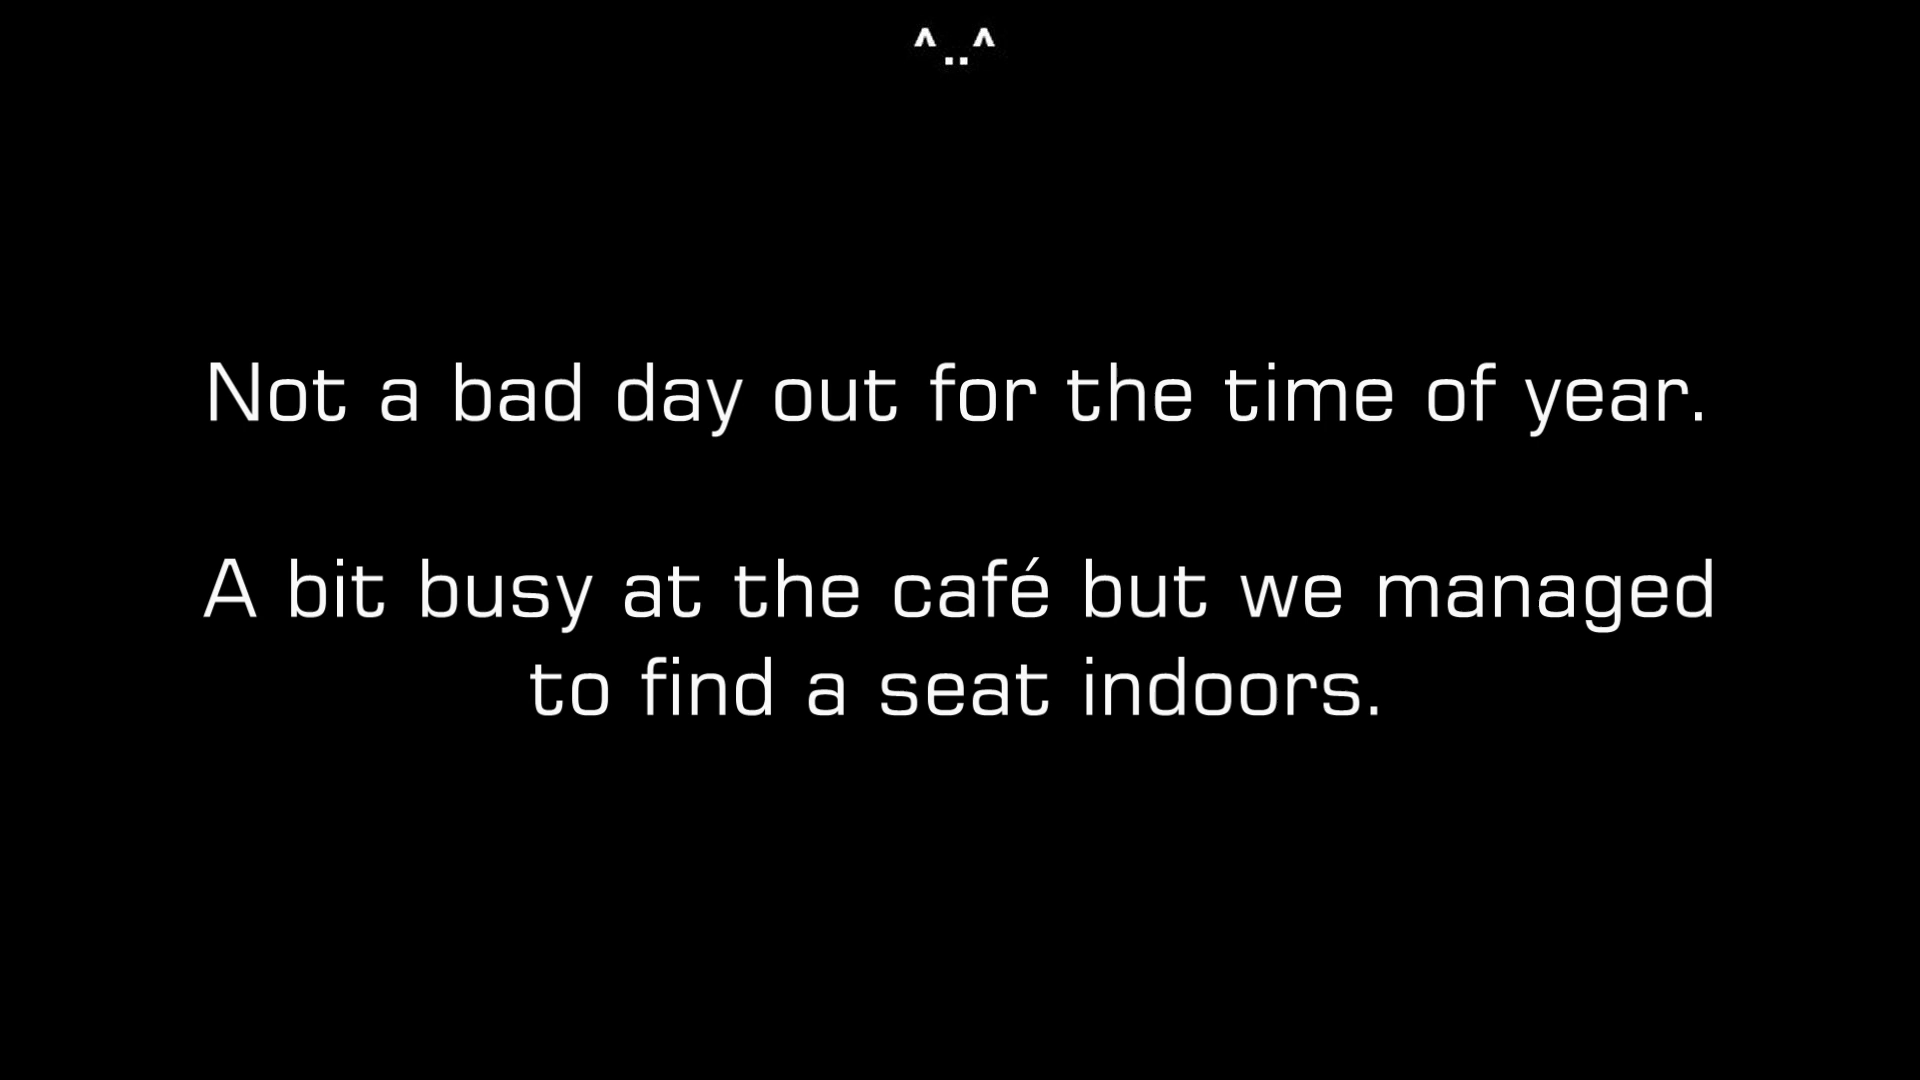 ^..^
Not a bad day out for the time of year.
A bit busy at the café but we managed
to find a seat indoors.